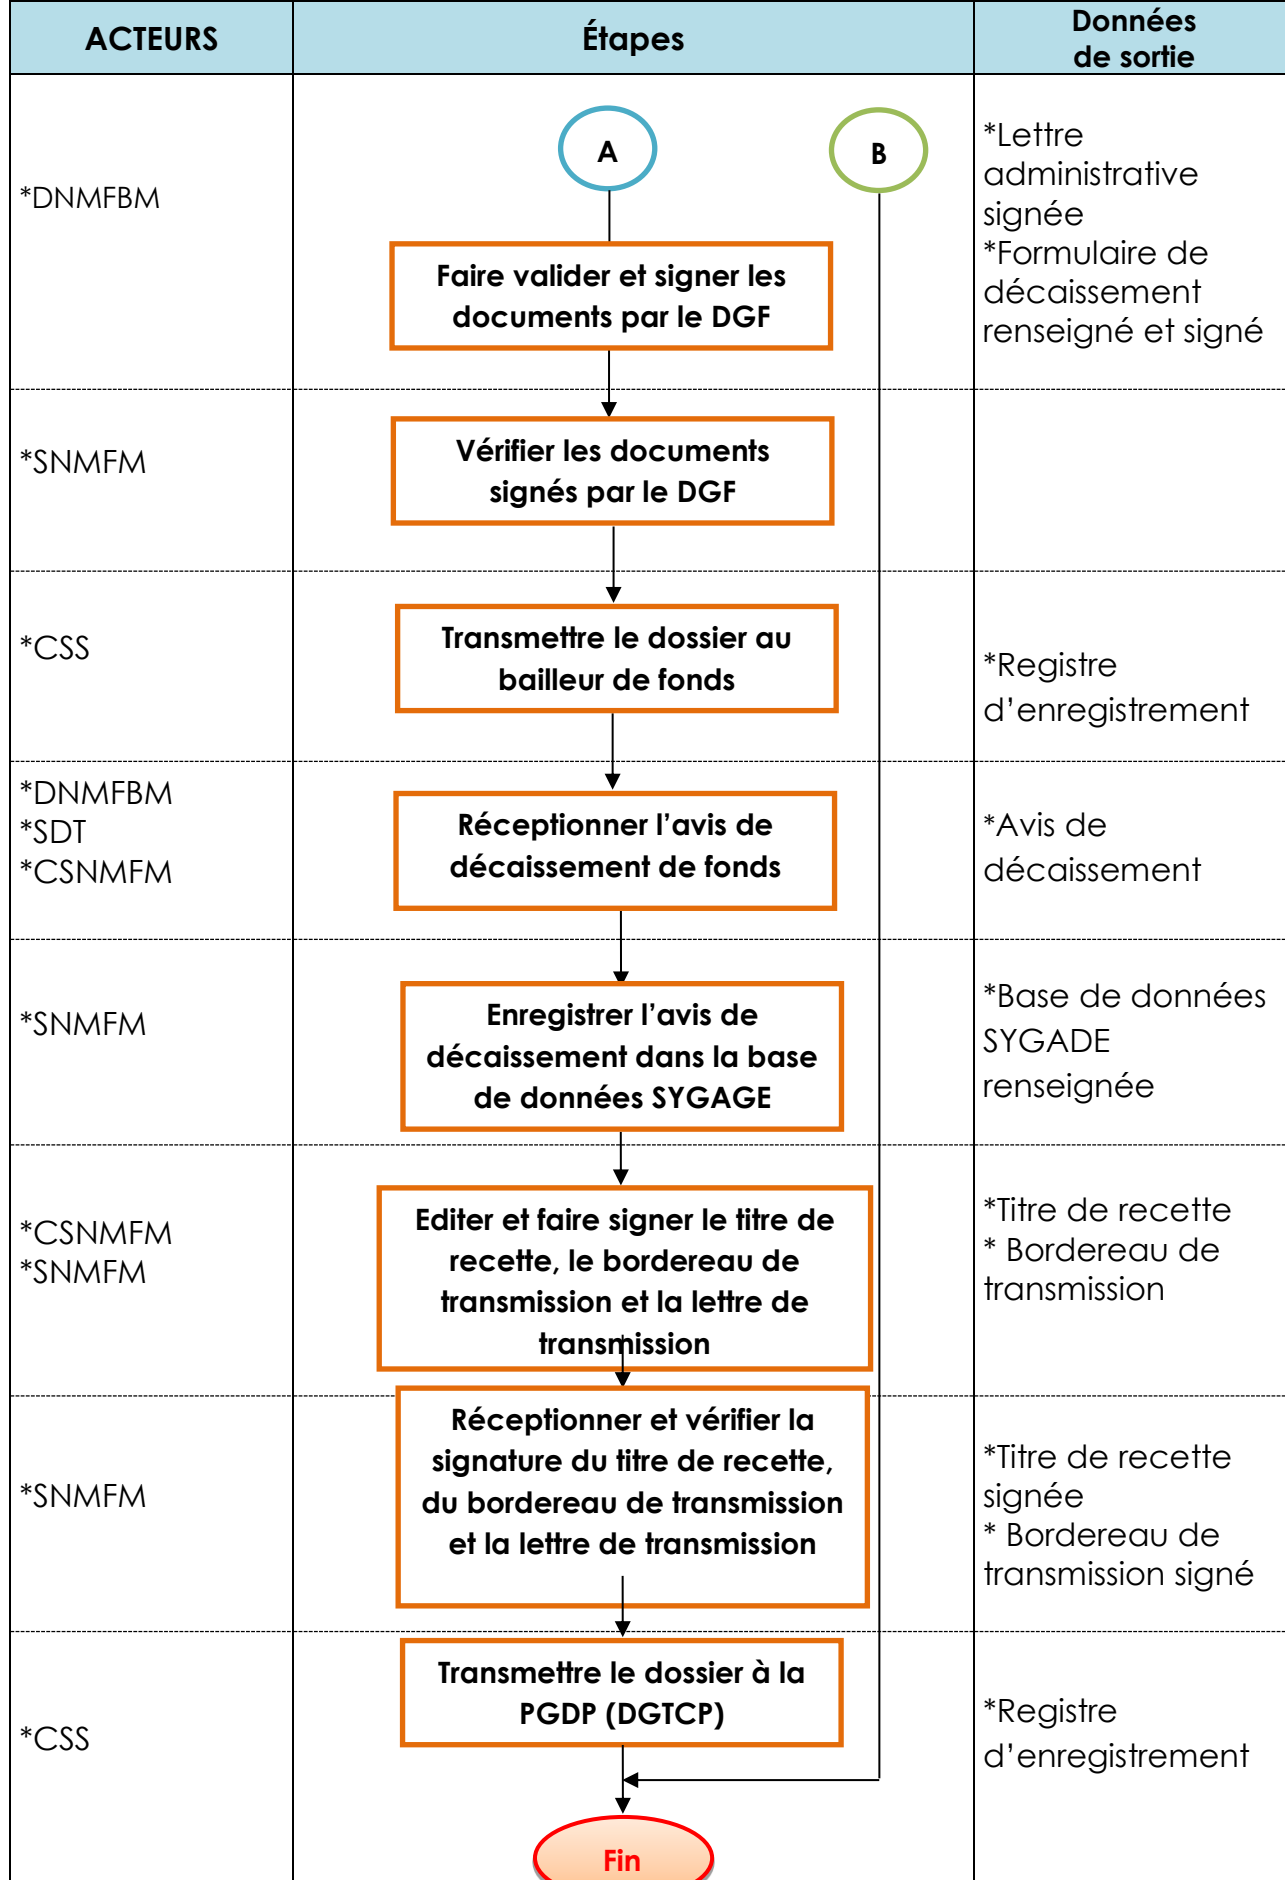 ACTEURS
Étapes
Données
de sortie
A
B
*DNMFBM
Faire valider et signer les
documents par le DGF
*Lettre
administrative
signée
*Formulaire de
décaissement
renseigné et signé
*SNMFM
Vérifier les documents
signés par le DGF
*CSS
Transmettre le dossier au
bailleur de fonds
*Registre
d’enregistrement
*DNMFBM
*SDT
*CSNMFM
Réceptionner l’avis de
décaissement de fonds
*Avis de
décaissement
*SNMFM
Enregistrer l’avis de
décaissement dans la base
de données SYGAGE
*Base de données
SYGADE
renseignée
*CSNMFM
*SNMFM
Editer et faire signer le titre de
recette, le bordereau de
transmission et la lettre de
transmission
*Titre de recette
* Bordereau de
transmission
*SNMFM
Réceptionner et vérifier la
signature du titre de recette,
du bordereau de transmission
et la lettre de transmission
*Titre de recette
signée
* Bordereau de
transmission signé
*CSS
Transmettre le dossier à la
PGDP (DGTCP)
*Registre
d’enregistrement
Fin